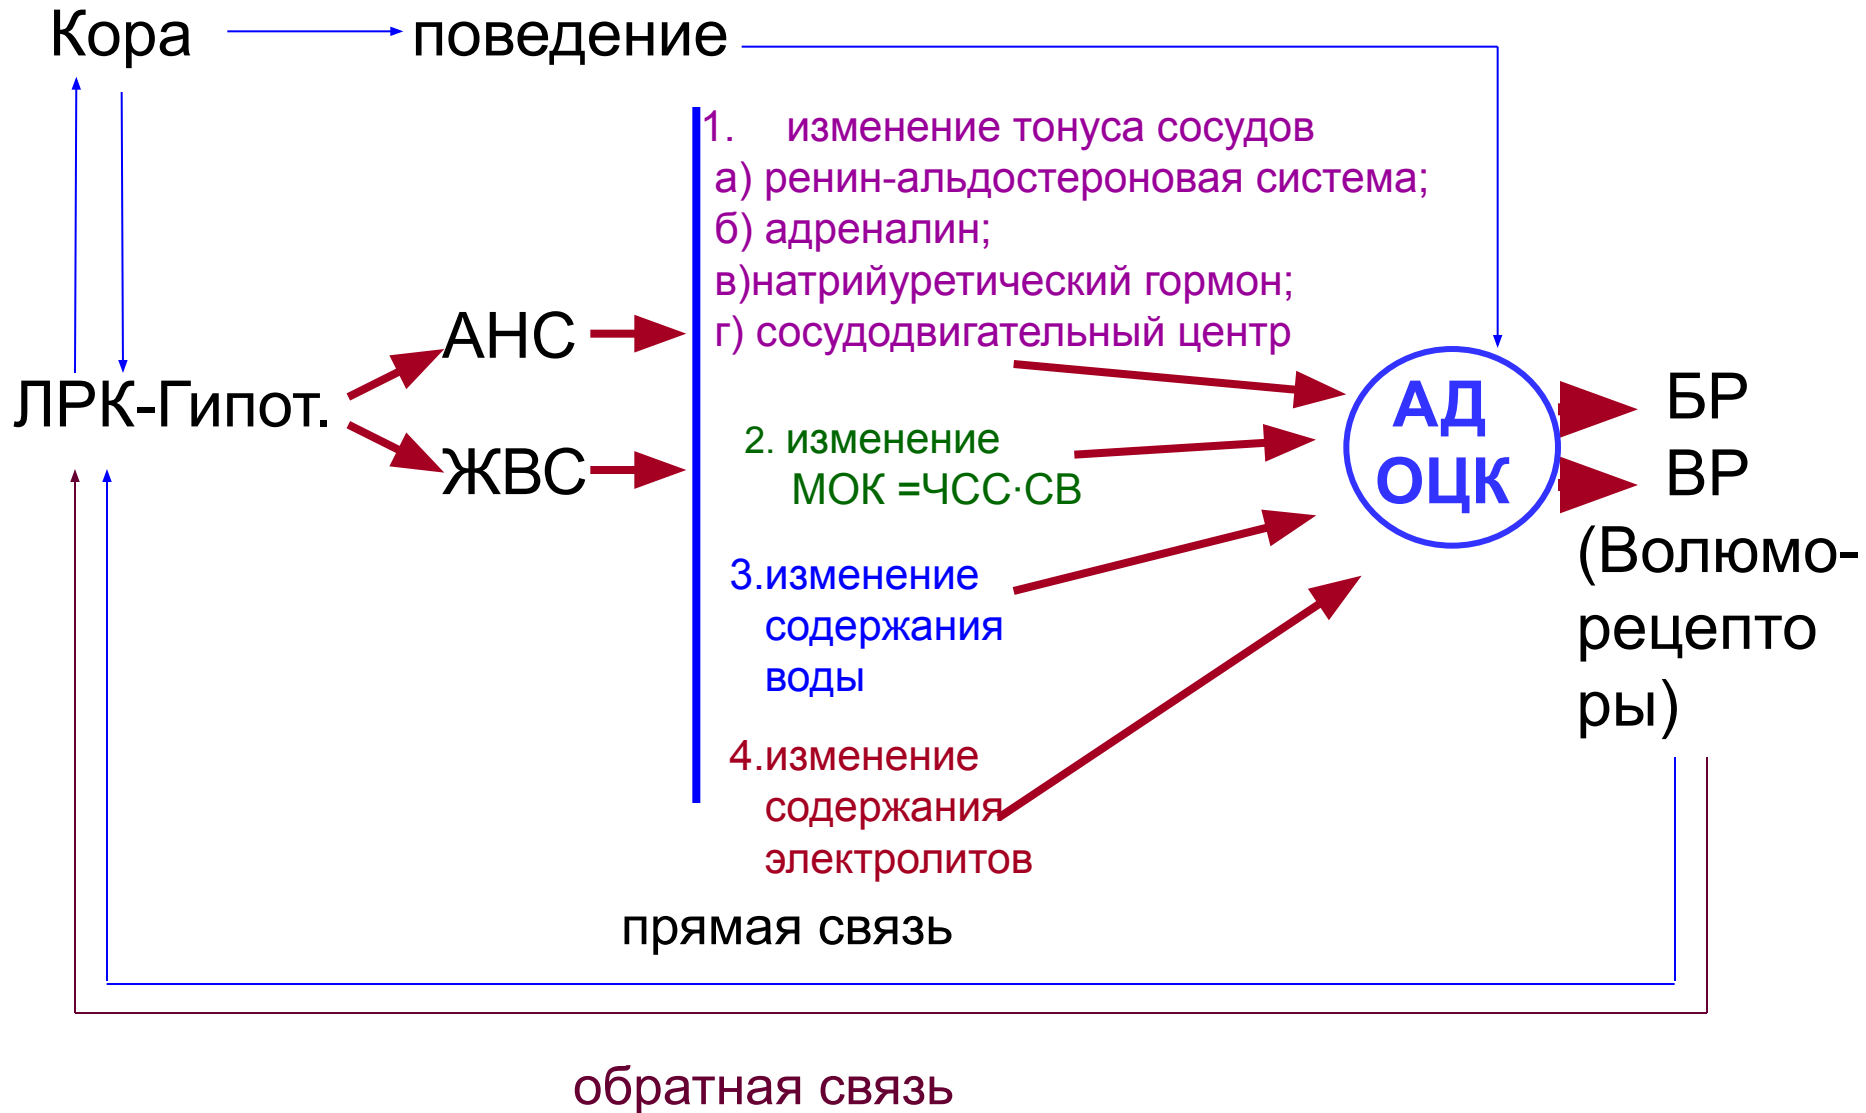 Кора
поведение
1. изменение тонуса сосудов
а) ренин-альдостероновая система;
б) адреналин;
в)натрийуретический гормон;
г) сосудодвигательный центр
АНС
ЛРК-Гипот.
ЖВС
2. изменение
МОК =ЧСС·СВ
3.изменение
содержания
воды
4.изменение
содержания
электролитов
АД
ОЦК
БР
ВР
(Волюмо-
рецепто
ры)
прямая связь
обратная связь